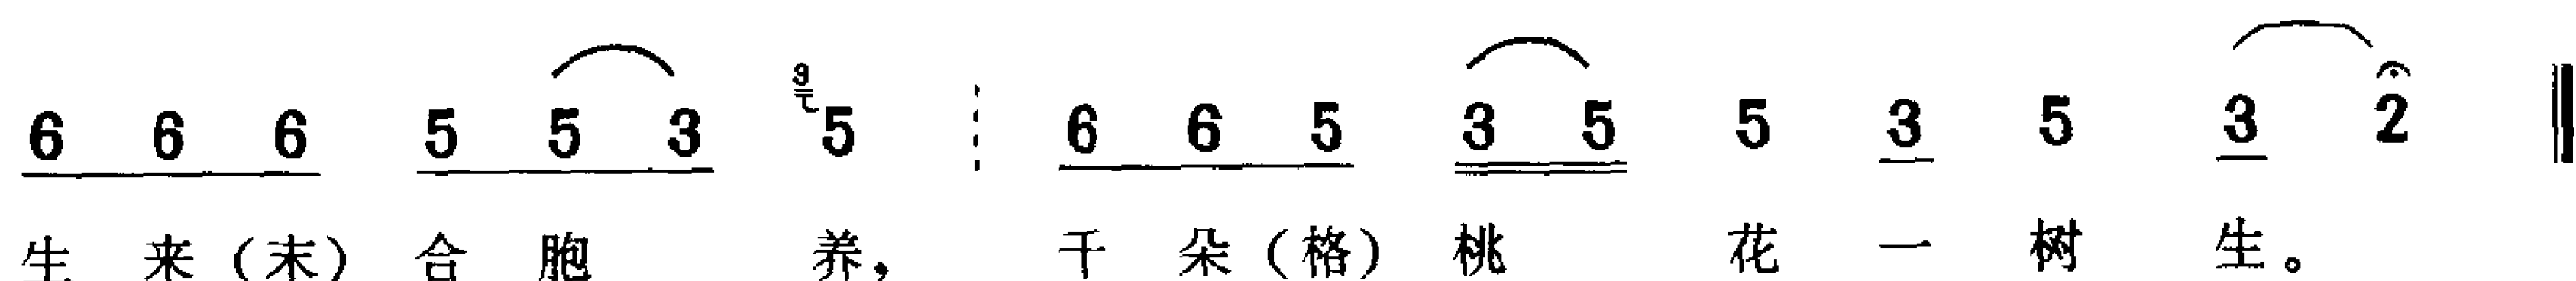 6 6 6 5 5 3 3 5 6 6 5 3 5 5 3 5 3 2
生 来（末）合 胞 养， 千 朵（格）桃 花 一 树 生。